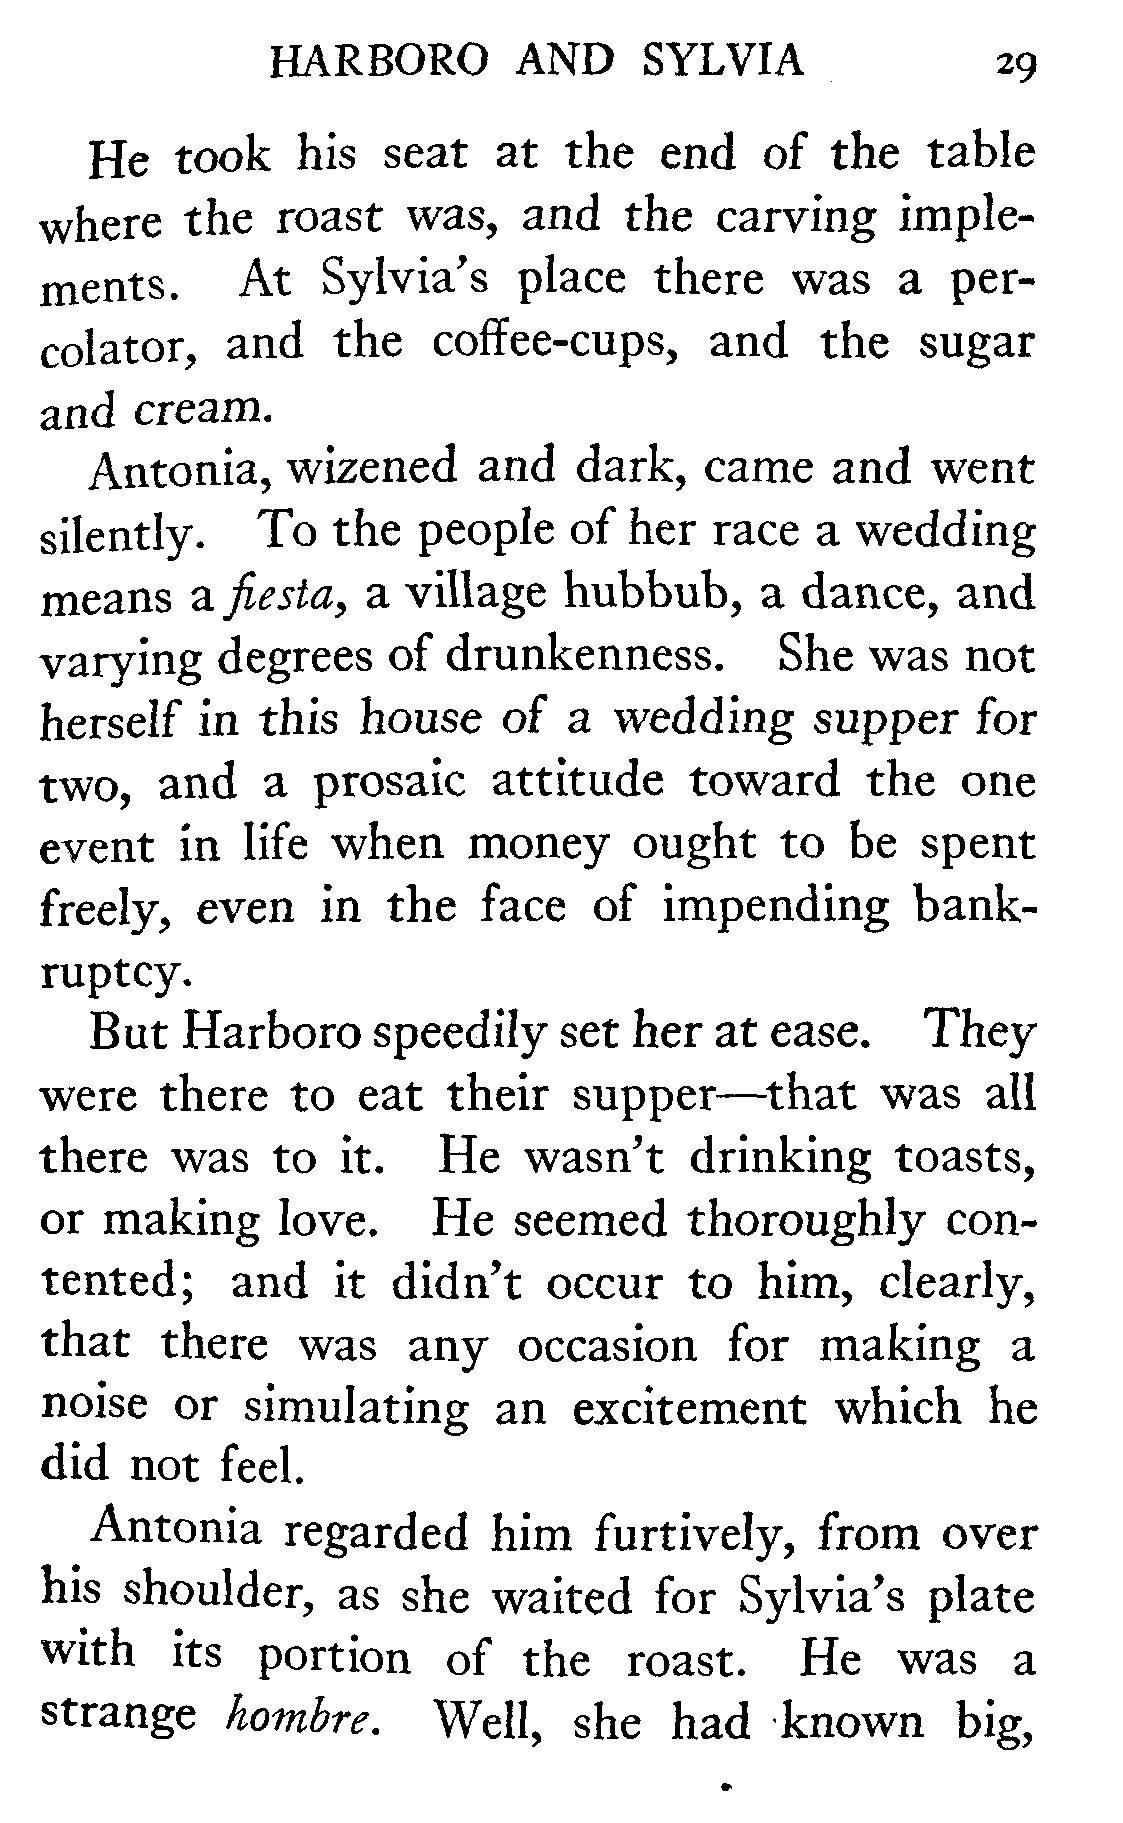 HARBORO AND SYLVIA 29
He took his seat at the end of the table
where the roast was, and the carving imple-
ments. At Sylvia's place there was a per-
colator, and the coffee-cups, and the sugar
and cream.
Antonia, wizened and dark, came and went
silently. To the people of her race a wedding
means a fiesta, a village hubbub, a dance, and
varying degrees of drunkenness. She was not
herself in this house of a wedding supper for
two, and a prosaic attitude toward the one
event in life when money ought to be spent
freely, even in the face of impending bank-
ruptcy.
But Harboro speedily set her at ease. They
were there to eat their supper—that was all
there was to it. He wasn't drinking toasts,
or making love. He seemed thoroughly con-
tented; and it didn't occur to him, clearly,
that there was any occasion for making a
noise or simulating an excitement which he
did not feel.
Antonia regarded him furtively, from over
his shoulder, as she waited for Sylvia's plate
with its portion of the roast. He was a
strange hombre. Well, she had known big,